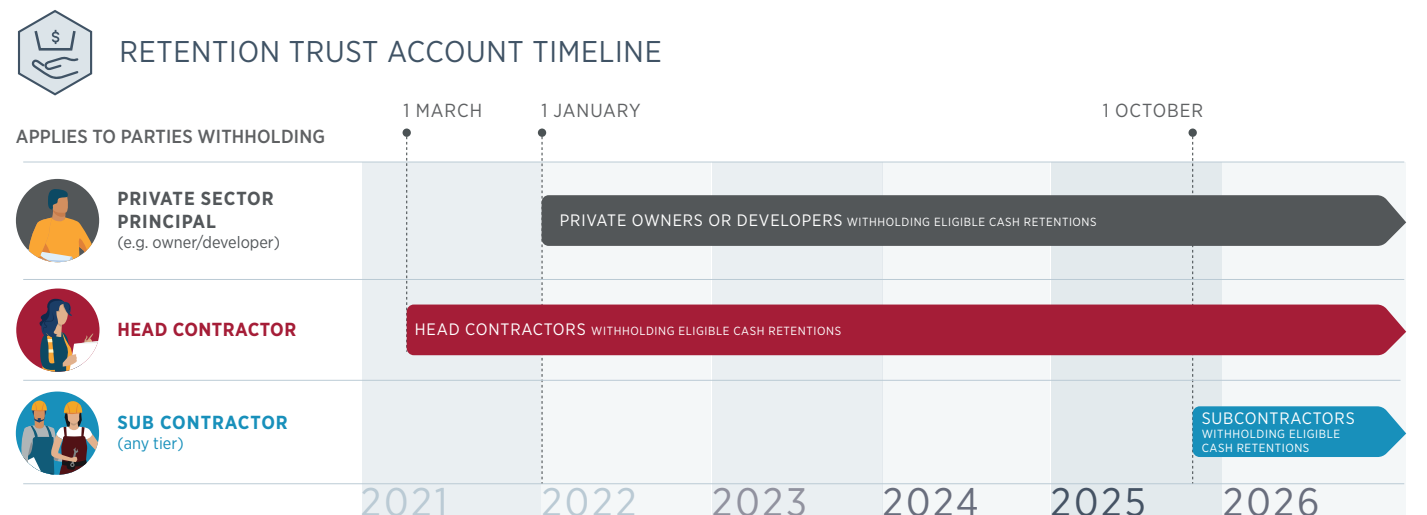 $
RETENTION TRUST ACCOUNT TIMELINE
1 MARCH
1 JANUARY
1 OCTOBER
APPLIES TO PARTIES WITHHOLDING
PRIVATE SECTOR
PRINCIPAL
(e.g. owner/developer)
PRIVATE OWNERS OR DEVELOPERS WITHHOLDING ELIGIBLE CASH RETENTIONS
HEAD CONTRACTOR
HEAD CONTRACTORS WITHHOLDING ELIGIBLE CASH RETENTIONS
SUB CONTRACTOR
(any tier)
SUBCONTRACTORS
WITHHOLDING ELIGIBLE
CASH RETENTIONS
2021
2022
2023
2024
2025
2026